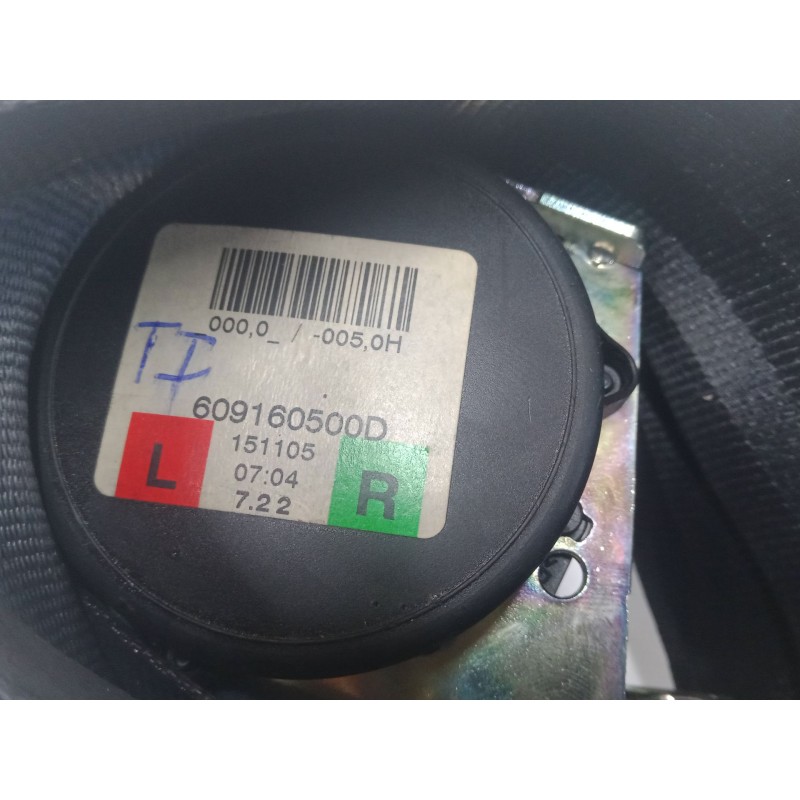 000,0_ / -005,0H
TI
609160500D
151105
L
07:04
R
7.22